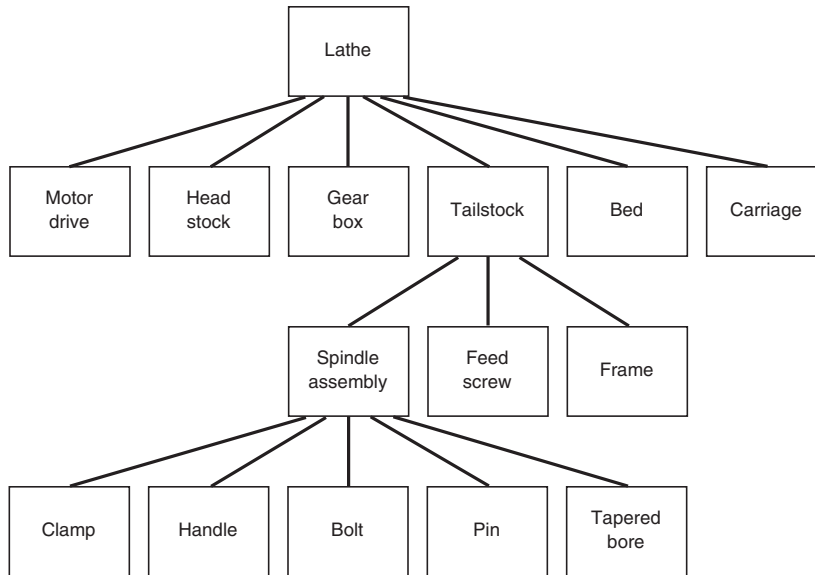 Lathe
Motor
drive
Head
stock
Gear
box
Tailstock
Bed
Carriage
Spindle
assembly
Feed
screw
Frame
Clamp
Handle
Bolt
Pin
Tapered
bore